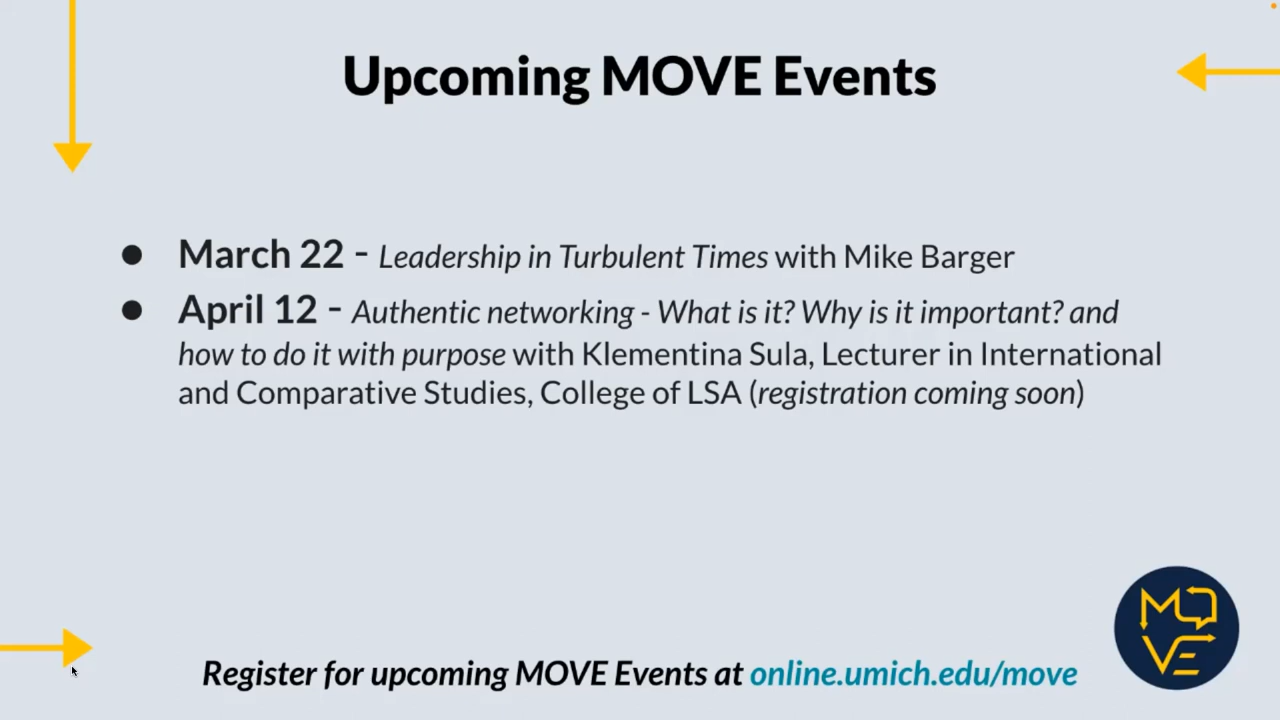 Upcoming MOVE Events
● March 22 - Leadership in Turbulent Times with Mike Barger
● April 12 - Authentic networking - What is it? Why is it important? and
how to do it with purpose with Klementina Sula, Lecturer in International
and Comparative Studies, College of LSA (registration coming soon)
MOVE
Register for upcoming MOVE Events at online.umich.edu/move